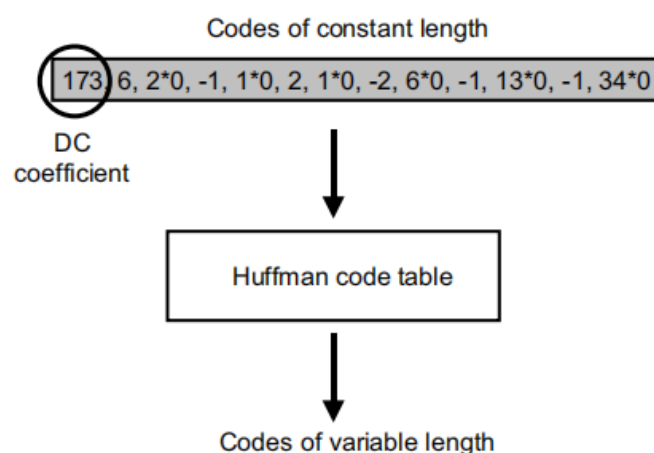 Codes of constant length
173, 6, 2*0, -1, 1*0, 2, 1*0, -2, 6*0, -1, 13*0, -1, 34*0
DC
coefficient
Huffman code table
Codes of variable length